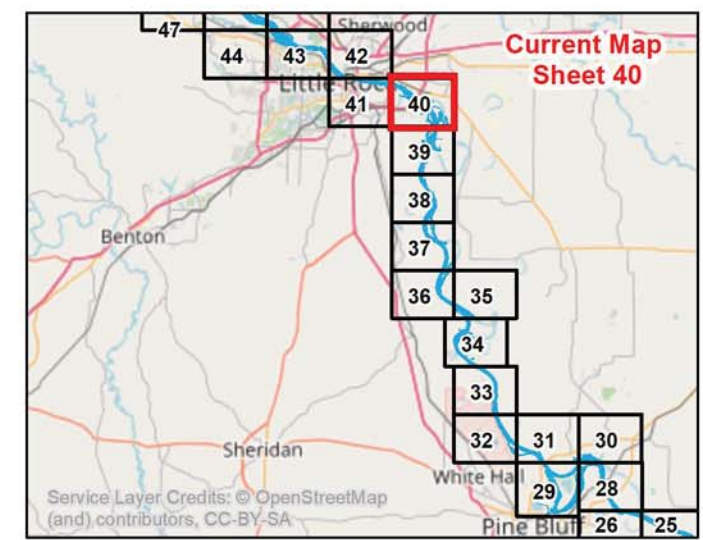 47
Sherwood
44
43
42
Current Map
Sheet 40
Little Roc
41
40
39
38
Benton
37
36
35
34
33
Sheridan
32
31
30
White Hall
29
28
Service Layer Credits: © OpenStreetMap
(and) contributors, CC-BY-SA
Pine Bluff
26
25